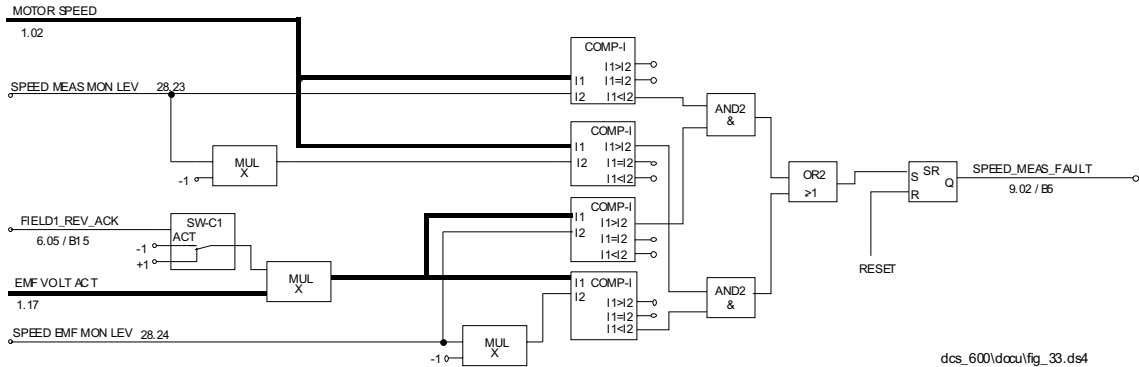 MOTOR SPEED
1.02
SPEED MEAS MON LEV 28.23
MUL
X
-1
COMP-I
I1
I2
I1>I2
I1=I2
I1<I2
COMP-I
I1
I2
I1>I2
I1=I2
I1<I2
AND2
&
OR2
≥1
S SR
R
Q
SPEED_MEAS_FAULT
9.02 / B5
RESET
FIELD1_REV_ACK
6.05 / B15
SW-C1
ACT
-1
+1
MUL
X
EMF VOLT ACT
1.17
SPEED EMF MON LEV 28.24
MUL
X
-1
COMP-I
I1
I2
I1>I2
I1=I2
I1<I2
COMP-I
I1
I2
I1>I2
I1=I2
I1<I2
AND2
&
dcs_600\docu\fig_33.ds4